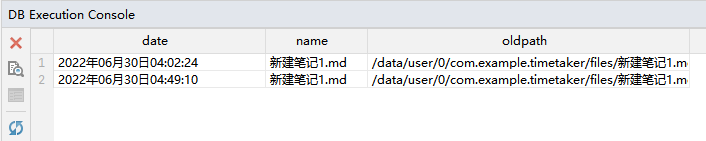 DB Execution Console
date name oldpath
1 2022年06月30日04:02:24 新建笔记1.md /data/user/0/com.example.timetaker/files/新建笔记1.m
2 2022年06月30日04:49:10 新建笔记1.md /data/user/0/com.example.timetaker/files/新建笔记1.m